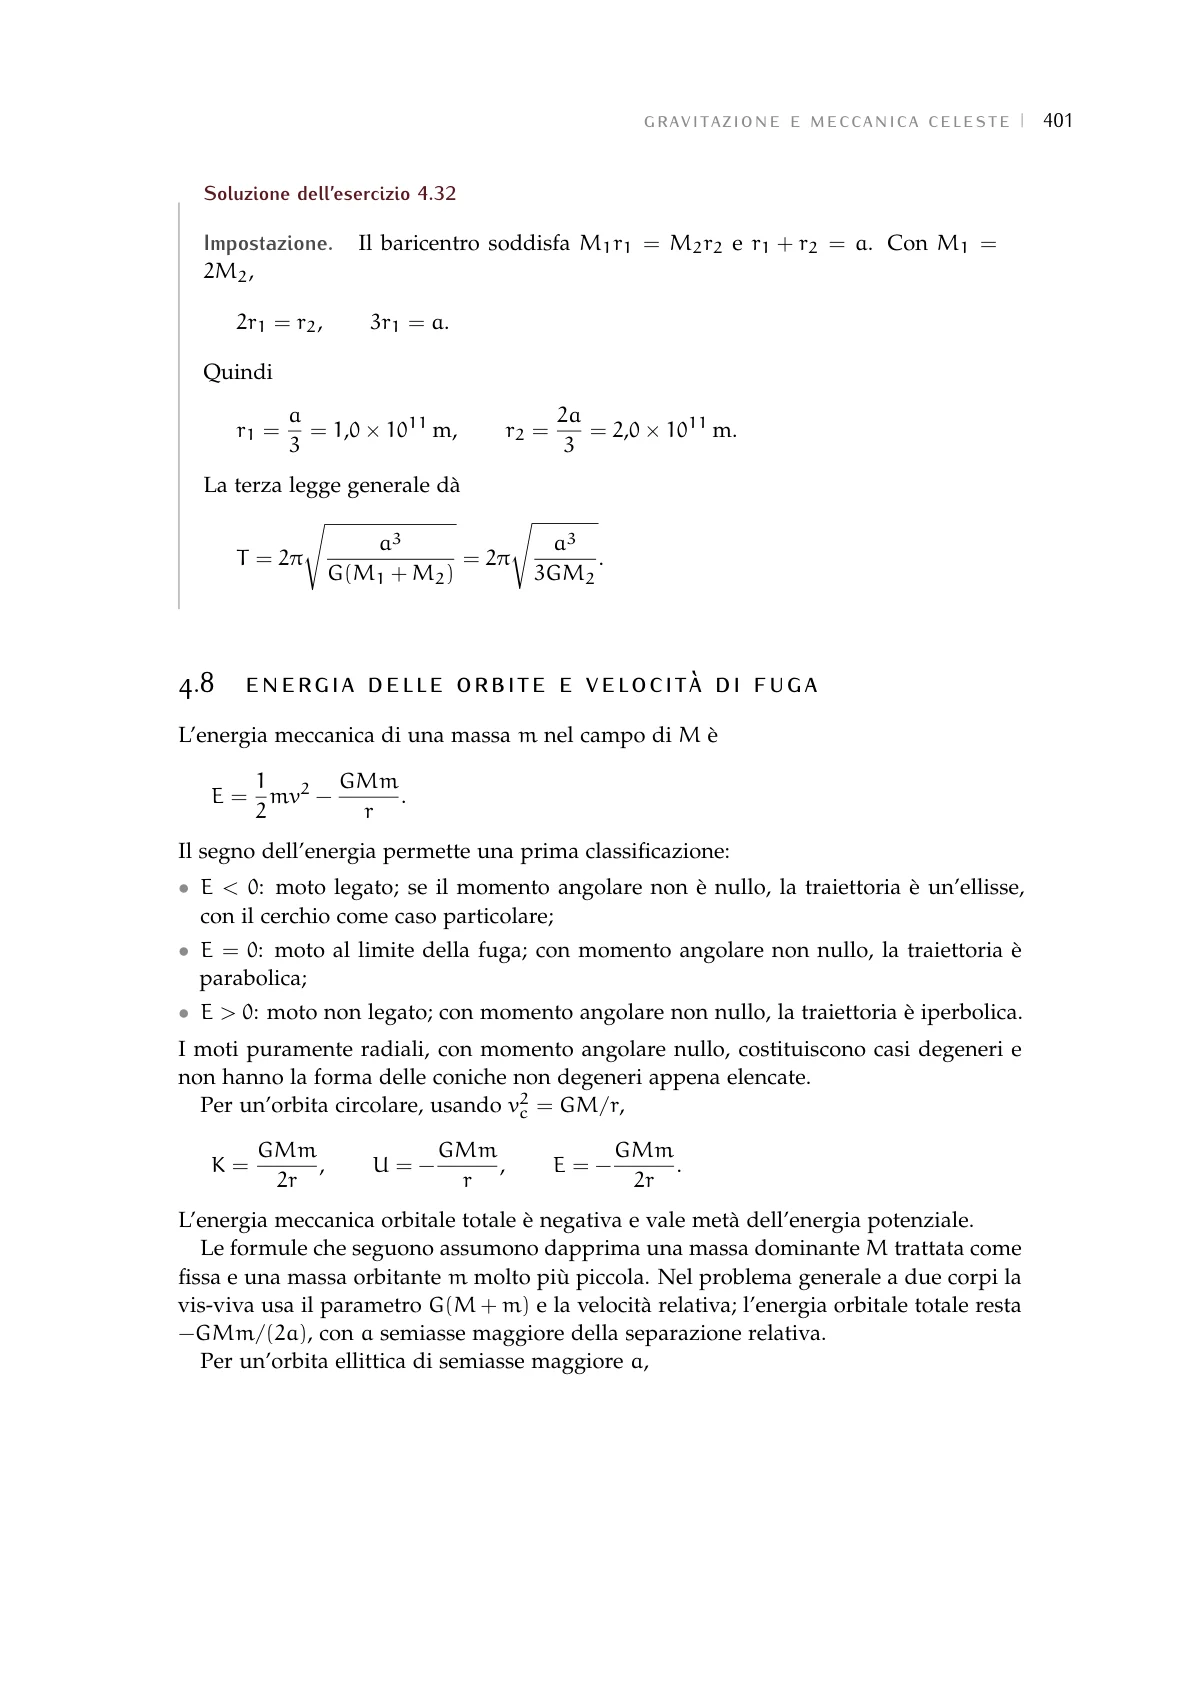 GRAVITAZIONE E MECCANICA CELESTE | 401
Soluzione dell'esercizio 4.32
Impostazione. Il baricentro soddisfa M₁r₁ = M₂r₂ e r₁ + r₂ = a. Con M₁ =
2M₂,
2r₁ = r₂, 3r₁ = a.
Quindi
r₁ = a/3 = 1,0 × 10¹¹ m, r₂ = 2a/3 = 2,0 × 10¹¹ m.
La terza legge generale dà
T = 2π√(a³/(G(M₁ + M₂))) = 2π√(a³/(3GM₂)).
4.8 ENERGIA DELLE ORBITE E VELOCITÀ DI FUGA
L'energia meccanica di una massa m nel campo di M è
E = 1/2 mv² − GMm/r.
Il segno dell'energia permette una prima classificazione:
• E < 0: moto legato; se il momento angolare non è nullo, la traiettoria è un'ellisse,
con il cerchio come caso particolare;
• E = 0: moto al limite della fuga; con momento angolare non nullo, la traiettoria è
parabolica;
• E > 0: moto non legato; con momento angolare non nullo, la traiettoria è iperbolica.
I moti puramente radiali, con momento angolare nullo, costituiscono casi degeneri e
non hanno la forma delle coniche non degeneri appena elencate.
Per un'orbita circolare, usando v_c² = GM/r,
K = GMm/2r, U = −GMm/r, E = −GMm/2r.
L'energia meccanica orbitale totale è negativa e vale metà dell'energia potenziale.
Le formule che seguono assumono dapprima una massa dominante M trattata come
fissa e una massa orbitante m molto più piccola. Nel problema generale a due corpi la
vis-viva usa il parametro G(M + m) e la velocità relativa; l'energia orbitale totale resta
−GMm/(2a), con a semiasse maggiore della separazione relativa.
Per un'orbita ellittica di semiasse maggiore a,